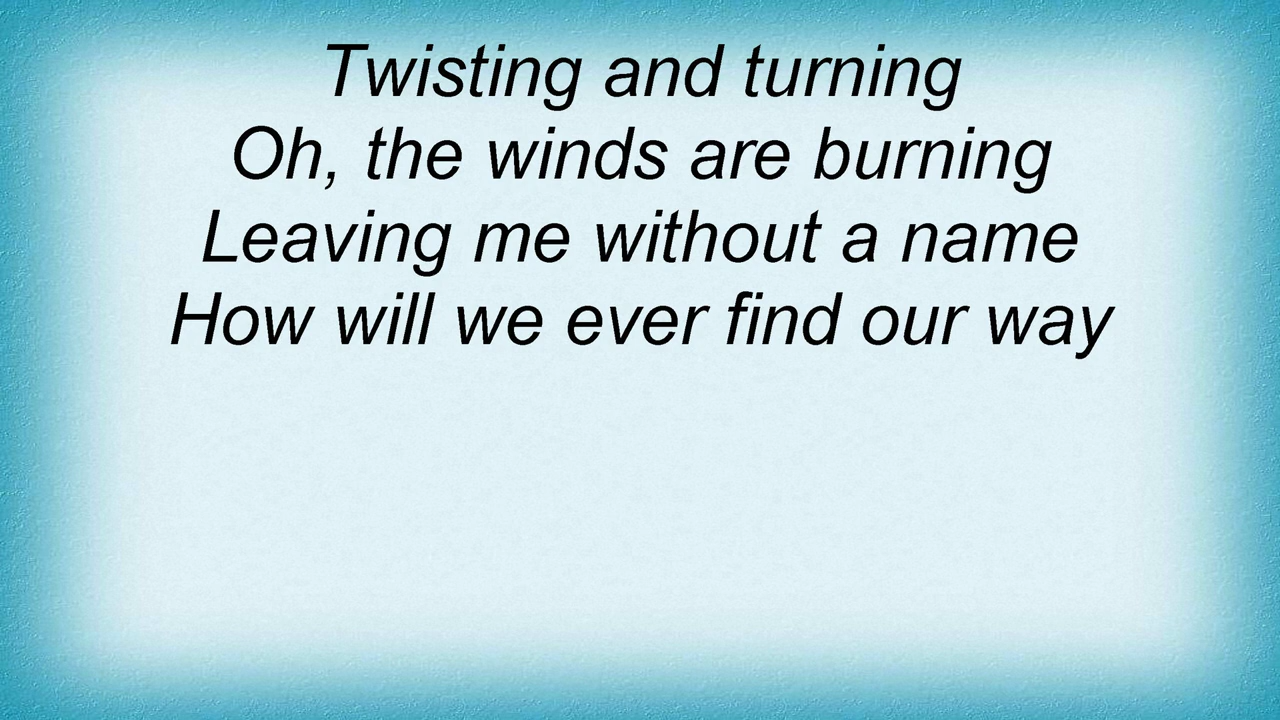 Twisting and turning
Oh, the winds are burning
Leaving me without a name
How will we ever find our way